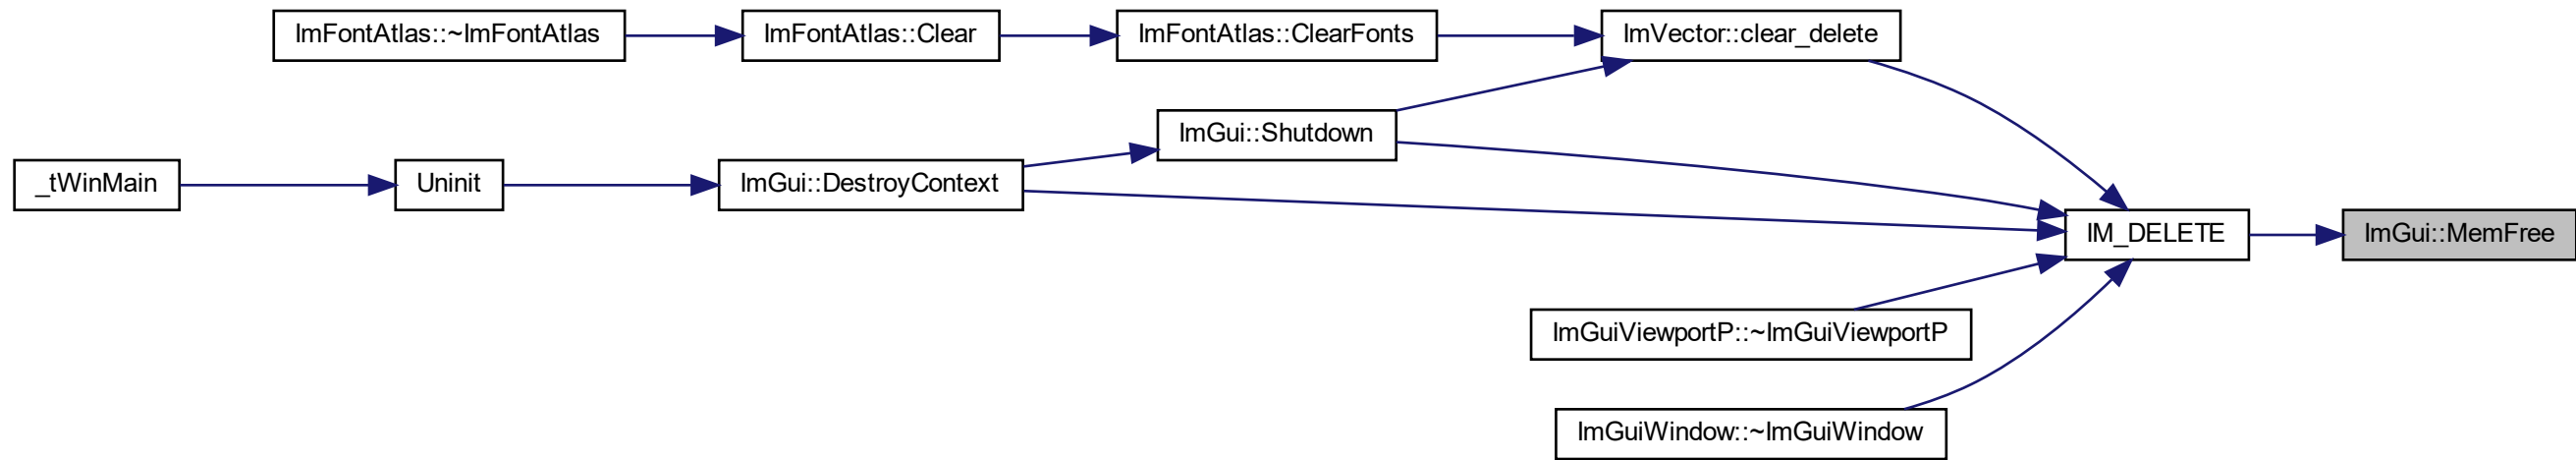 ImFontAtlas::~ImFontAtlas
ImFontAtlas::Clear
ImFontAtlas::ClearFonts
ImVector::clear_delete
ImGui::Shutdown
_tWinMain
Uninit
ImGui::DestroyContext
IM_DELETE
ImGui::MemFree
ImGuiViewportP::~ImGuiViewportP
ImGuiWindow::~ImGuiWindow